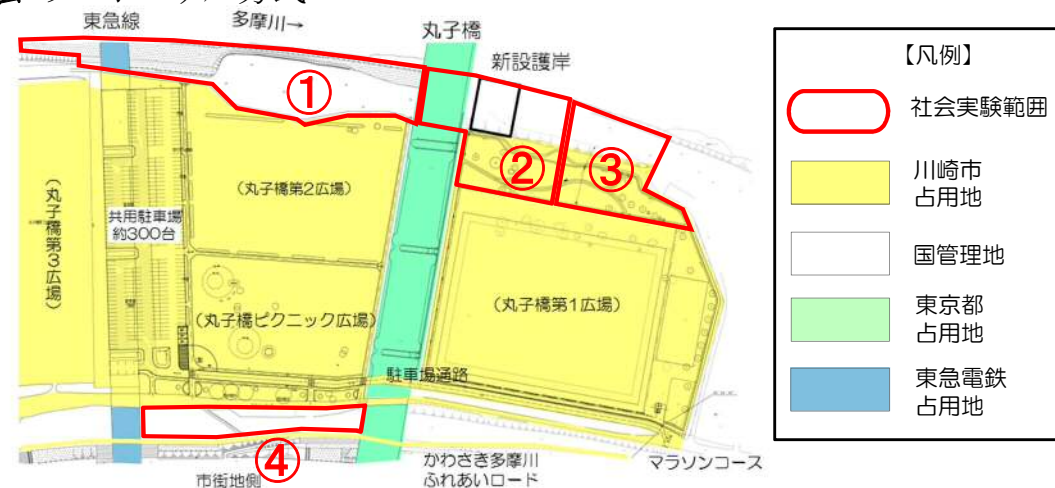 東急線
多摩川→
丸子橋
新設護岸
①
②
③
(丸子橋第2広場)
(丸子橋第3広場)
共用駐車場
約300台
(丸子橋ピクニック広場)
(丸子橋第1広場)
駐車場通路
④
市街地側
かわさき多摩川
ふれあいロード
マラソンコース
【凡例】
社会実験範囲
川崎市
占用地
国管理地
東京都
占用地
東急電鉄
占用地